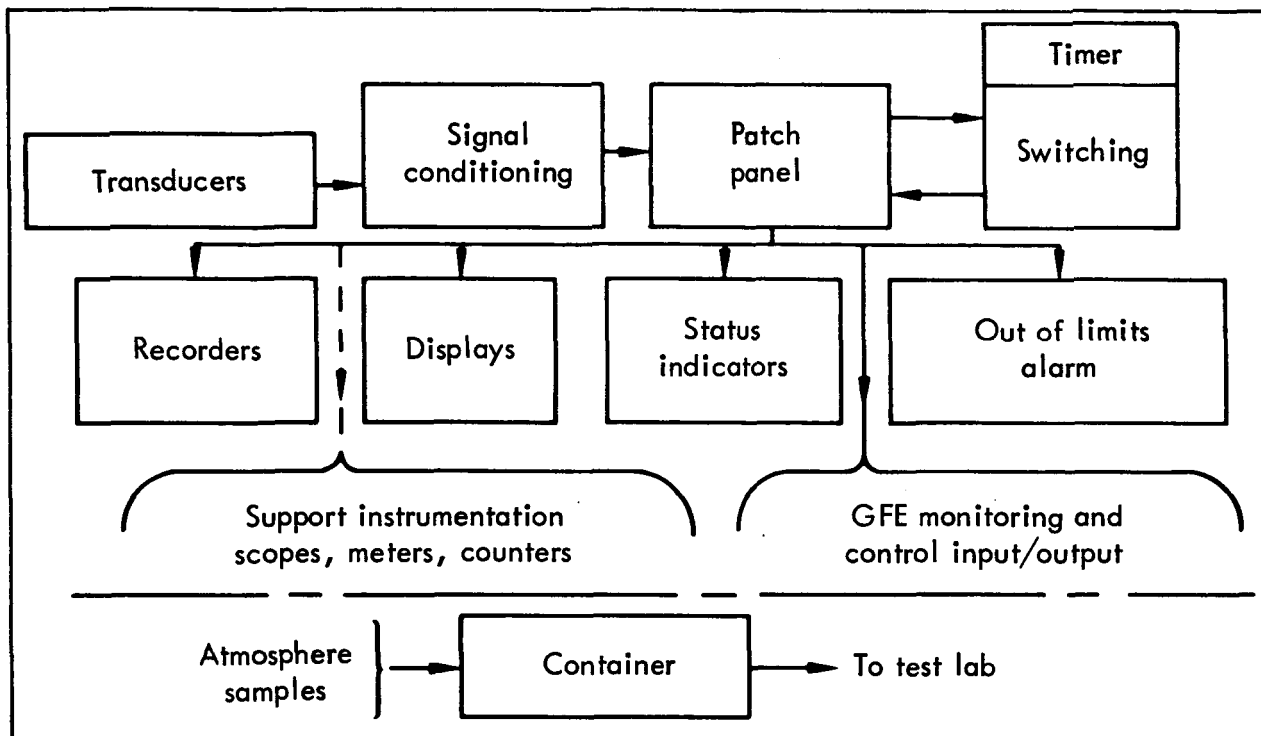 Timer
Signal
conditioning
Patch
panel
Switching
Transducers
Recorders
Displays
Status
indicators
Out of limits
alarm
Support instrumentation
scopes, meters, counters
GFE monitoring and
control input/output
Atmosphere
samples
Container
To test lab